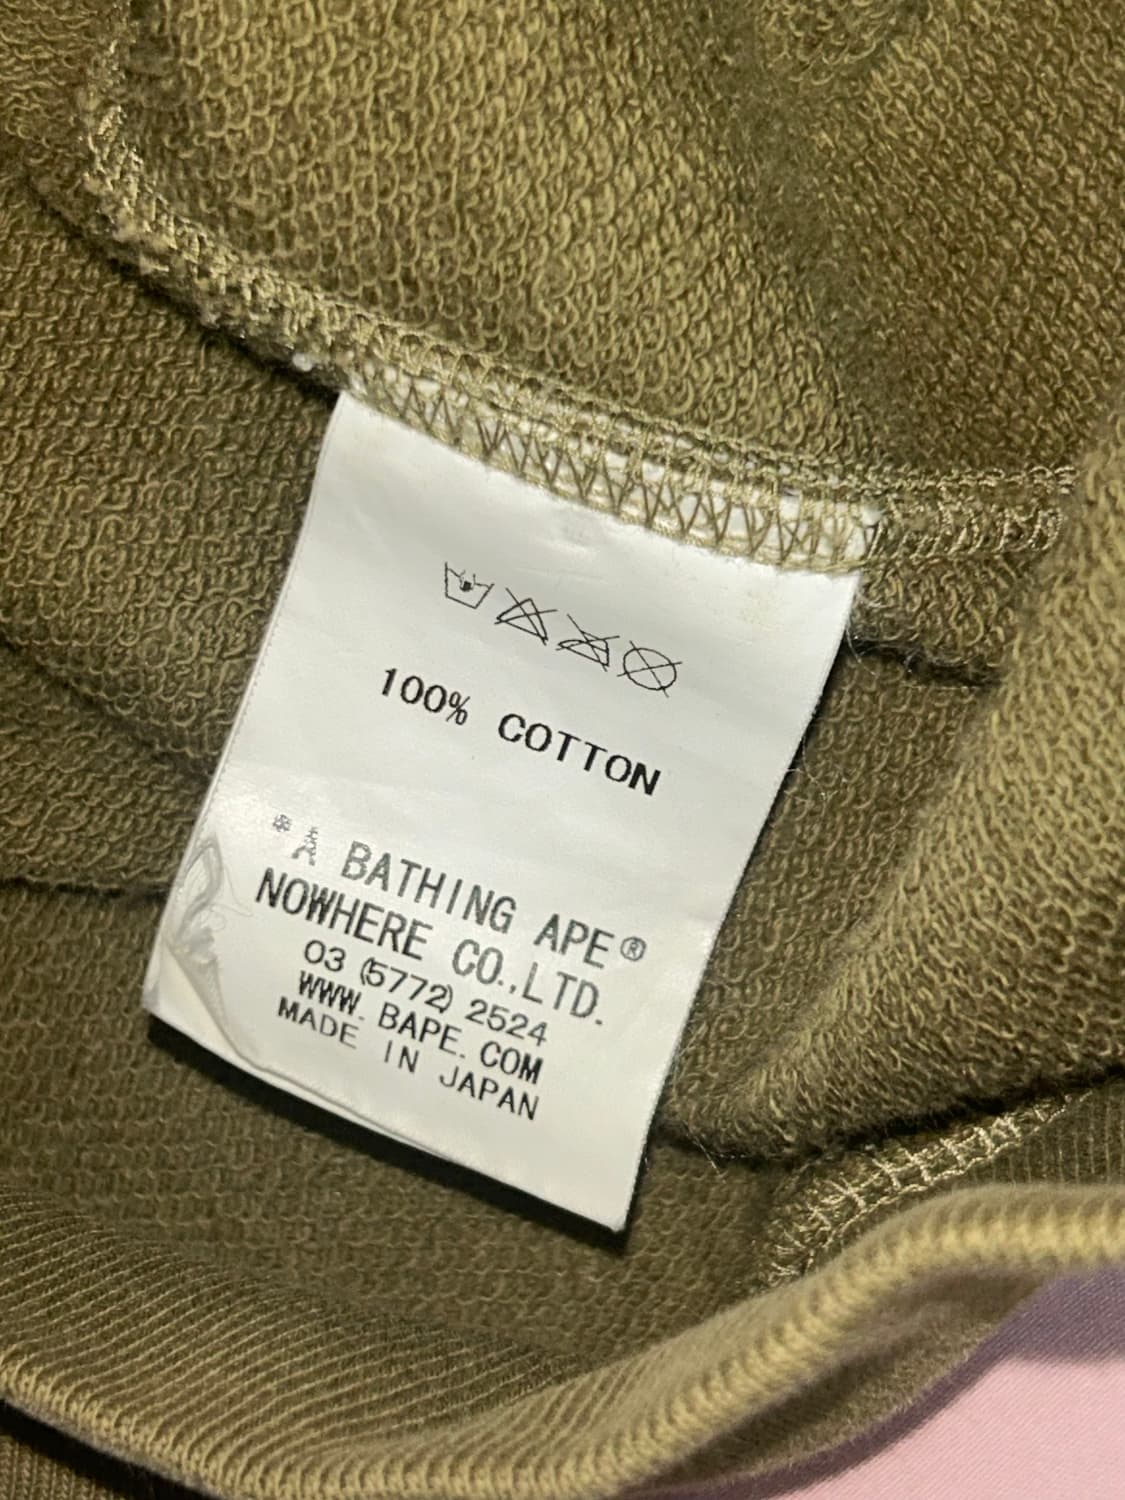 100% COTTON
"A BATHING APE®
NOWHERE CO.,LTD.
03 (5772) 2524
WWW.BAPE.COM
MADE IN JAPAN